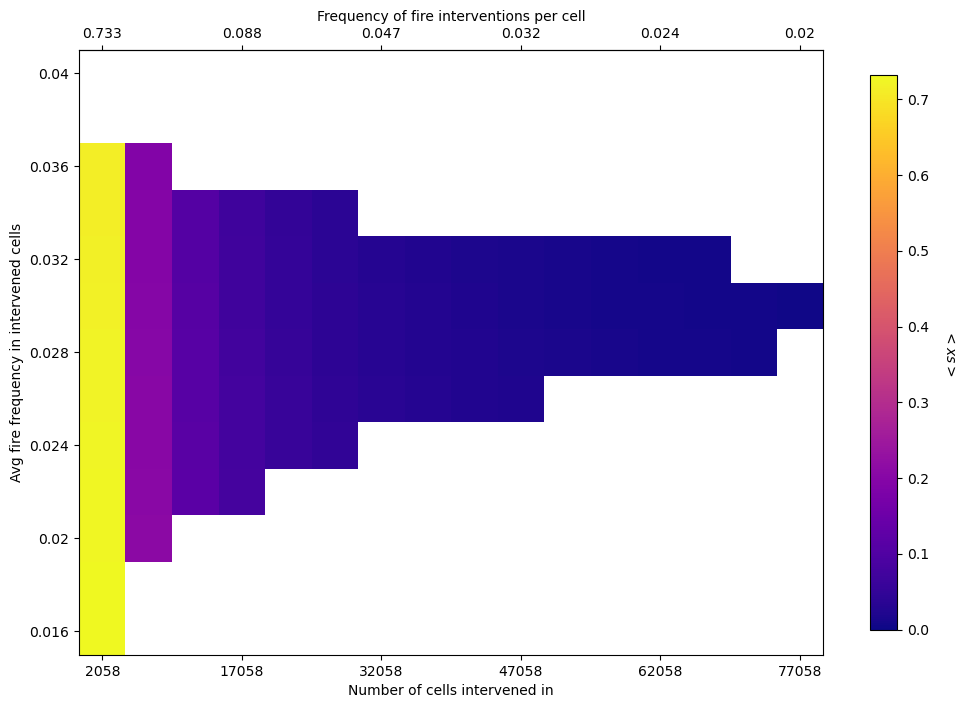 Frequency of fire interventions per cell
0.733 0.088 0.047 0.032 0.024 0.02
0.04
0.036
0.032
0.028
0.024
0.02
0.016
Avg fire frequency in intervened cells
2058 17058 32058 47058 62058 77058
Number of cells intervened in
0.7
0.6
0.5
0.4
0.3
0.2
0.1
0.0
< sx >